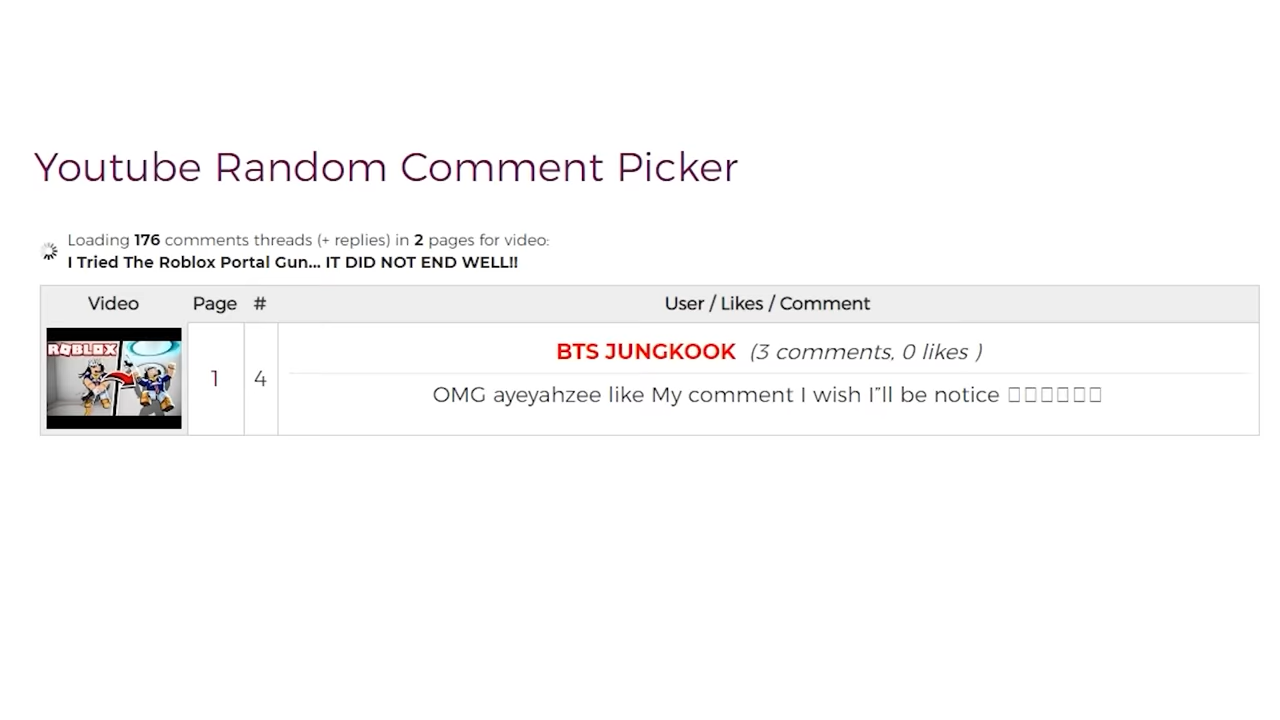 Youtube Random Comment Picker
Loading 176 comments threads (+ replies) in 2 pages for video:
I Tried The Roblox Portal Gun... IT DID NOT END WELL!!
Video Page # User / Likes / Comment
ROBLOX
BTS JUNGKOOK (3 comments, 0 likes )
1 4
OMG ayeyahzee like My comment I wish I"ll be notice □□□□□□